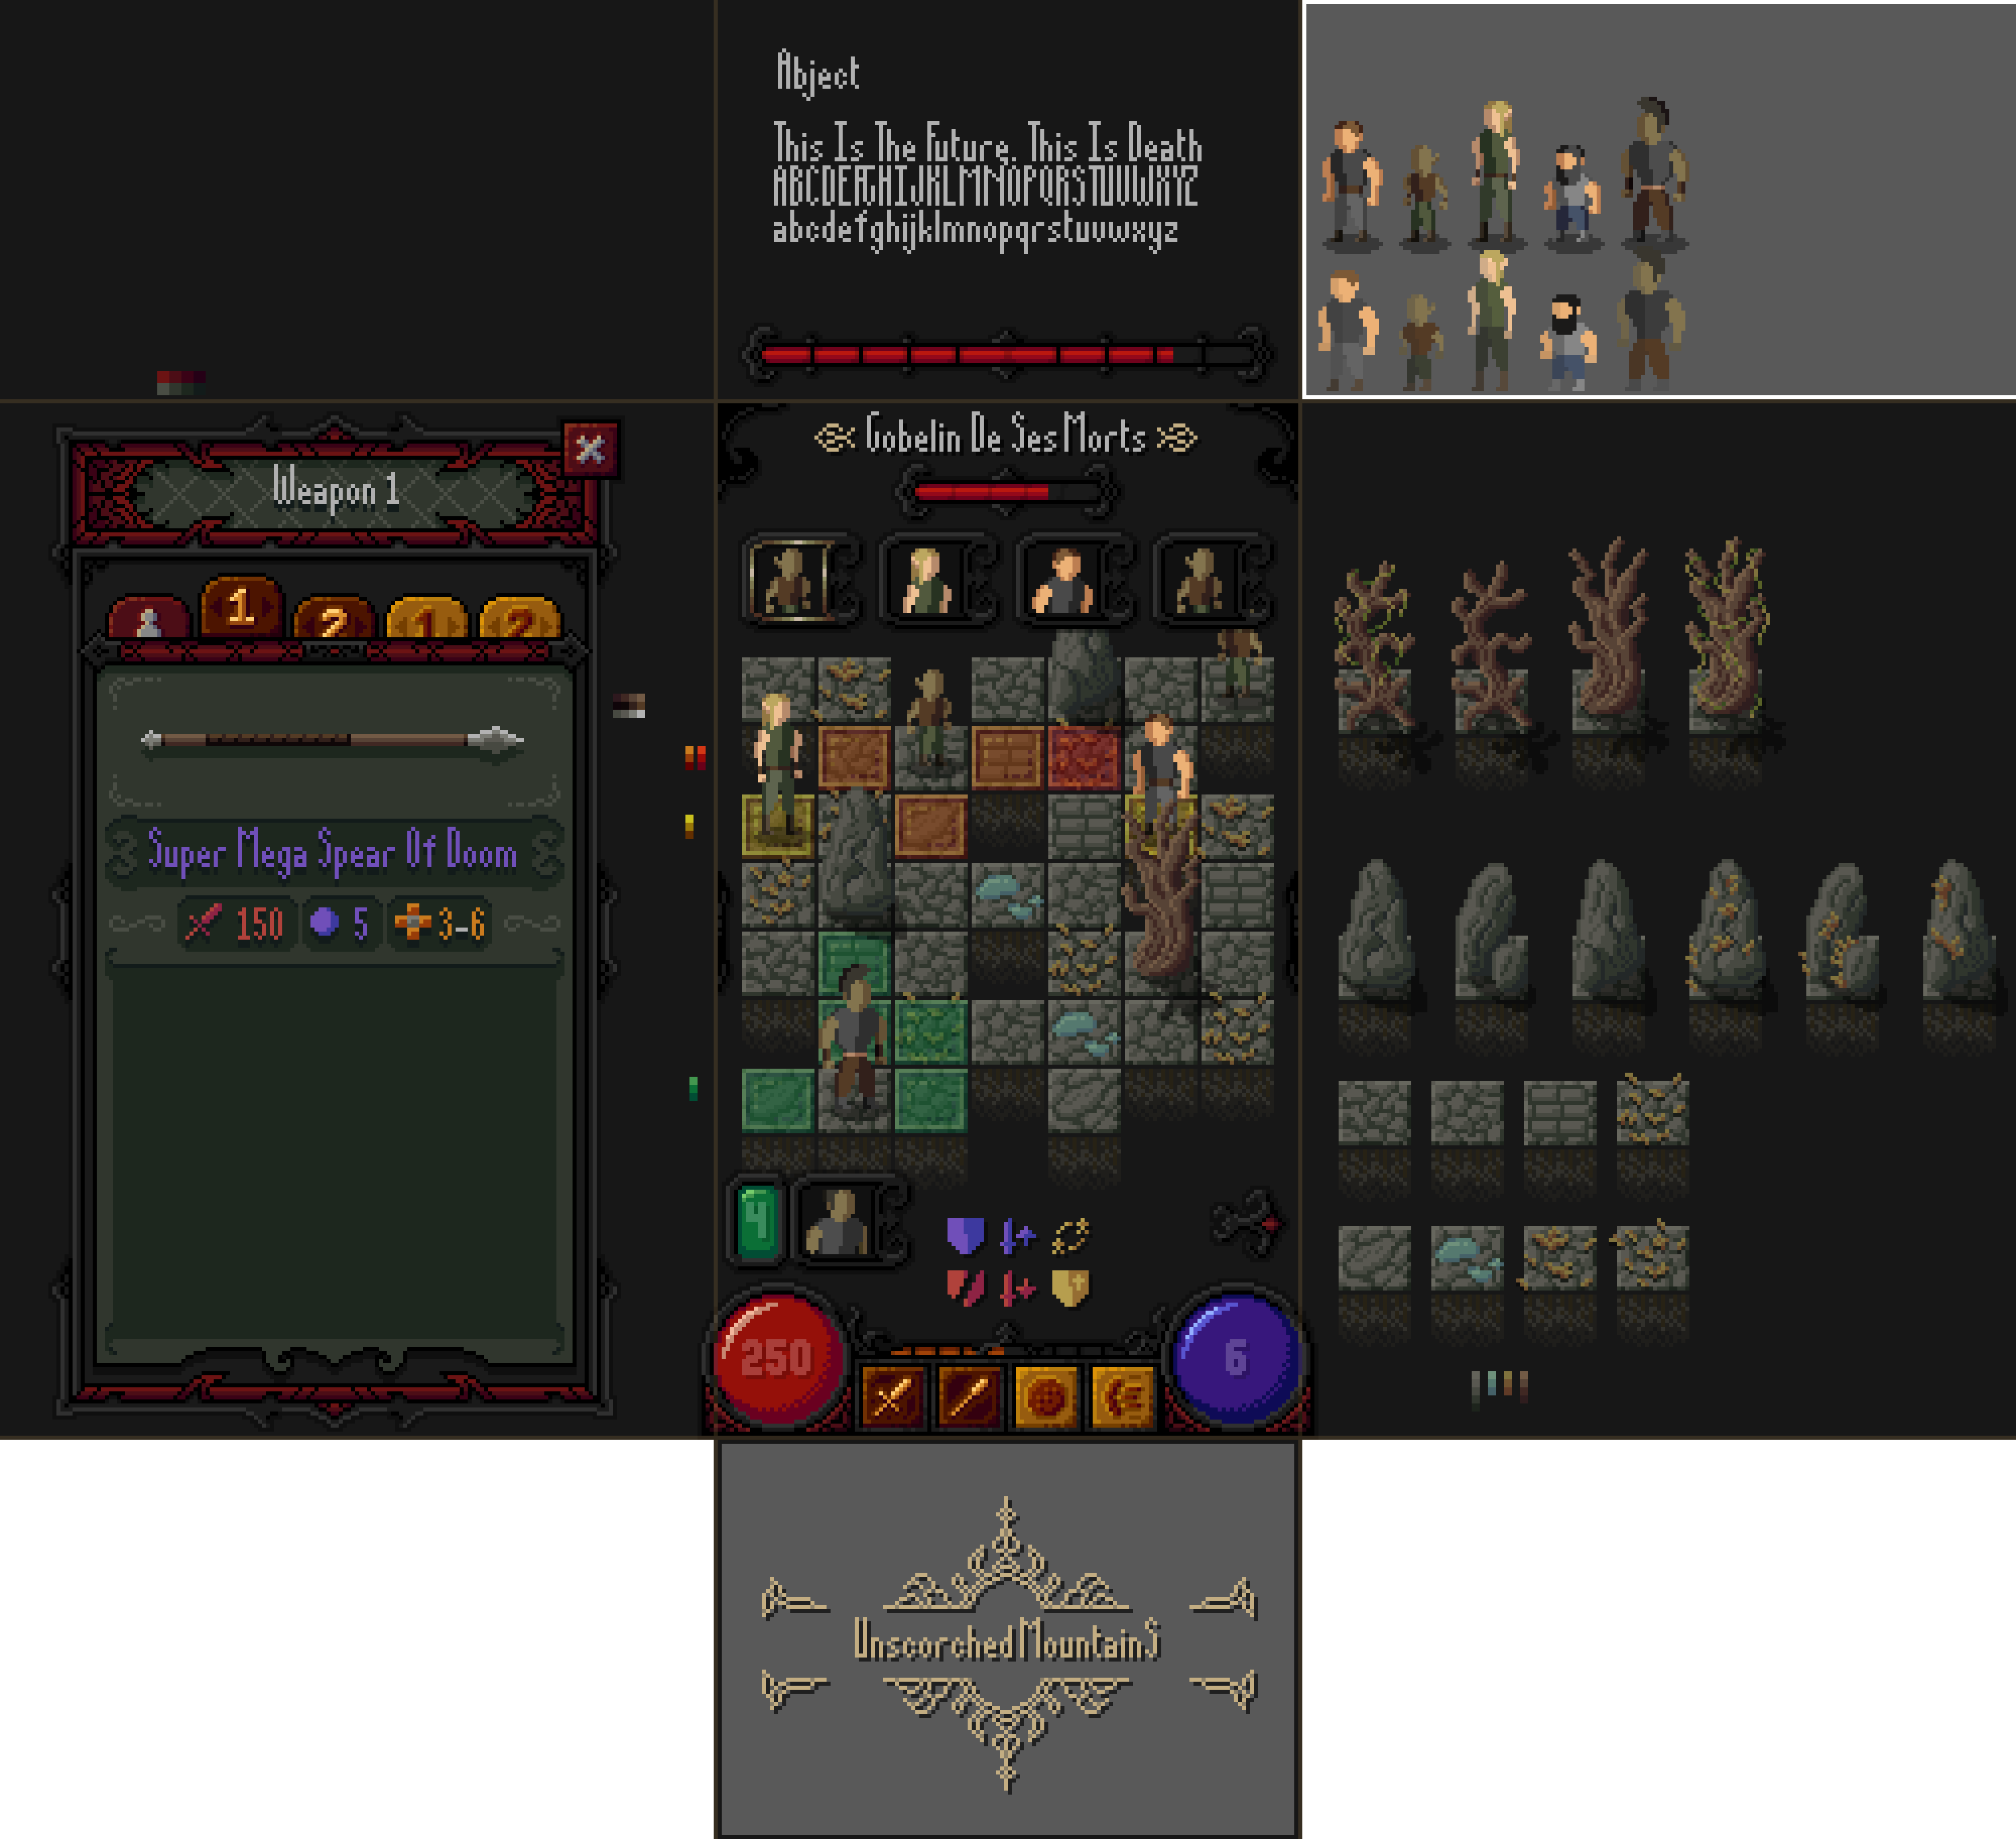 Abject
This Is The Future. This Is Death
ABCDEFGHIJKLMNOPQRSTUVWXYZ
abcdefghijklmnopqrstuvwxyz
Gobelin De Ses Morts
Weapon 1
1 2 1 2
Super Mega Spear Of Doom
150 5 3-6
4
250 6
Unscorched MountainS